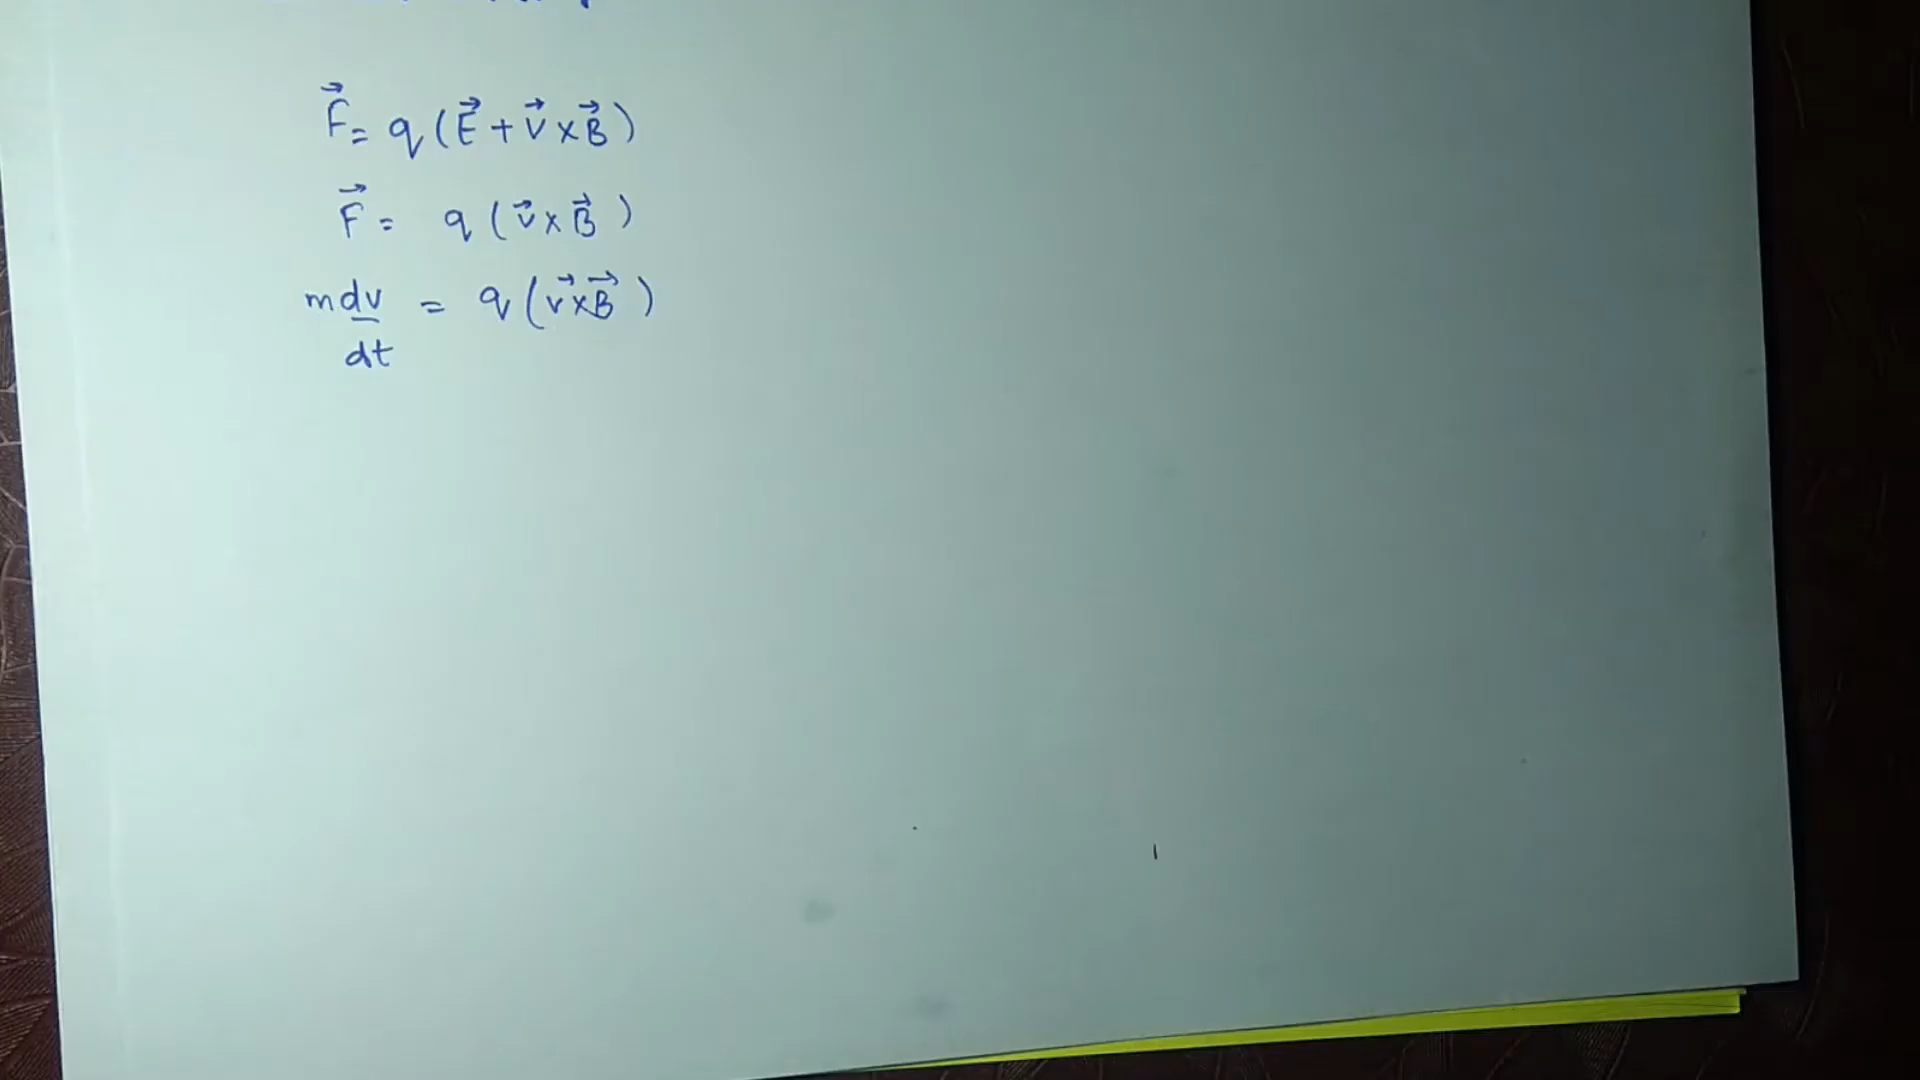 F⃗ = q(E⃗ + v⃗ × B⃗)
F⃗ = q(v⃗ × B⃗)
m dv/dt = q(v⃗ × B⃗)